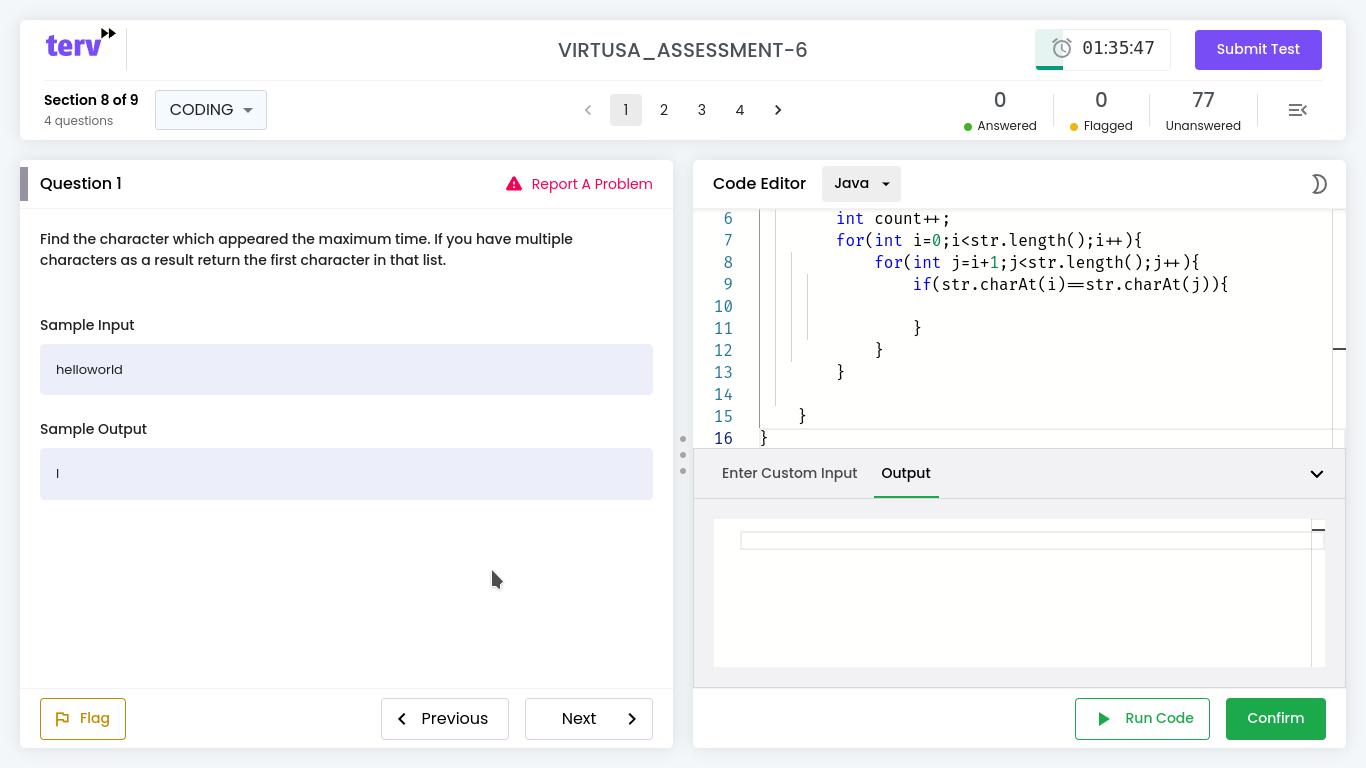 terv
VIRTUSA_ASSESSMENT-6
01:35:47
Submit Test
Section 8 of 9
4 questions
CODING
1 2 3 4
0
Answered
0
Flagged
77
Unanswered
Question 1
Report A Problem
Find the character which appeared the maximum time. If you have multiple
characters as a result return the first character in that list.
Sample Input
helloworld
Sample Output
l
Flag
Previous
Next
Code Editor
Java
6 int count++;
7 for(int i=0;i<str.length();i++){
8 for(int j=i+1;j<str.length();j++){
9 if(str.charAt(i)==str.charAt(j)){
10
11 }
12 }
13 }
14
15 }
16 }
Enter Custom Input
Output
Run Code
Confirm